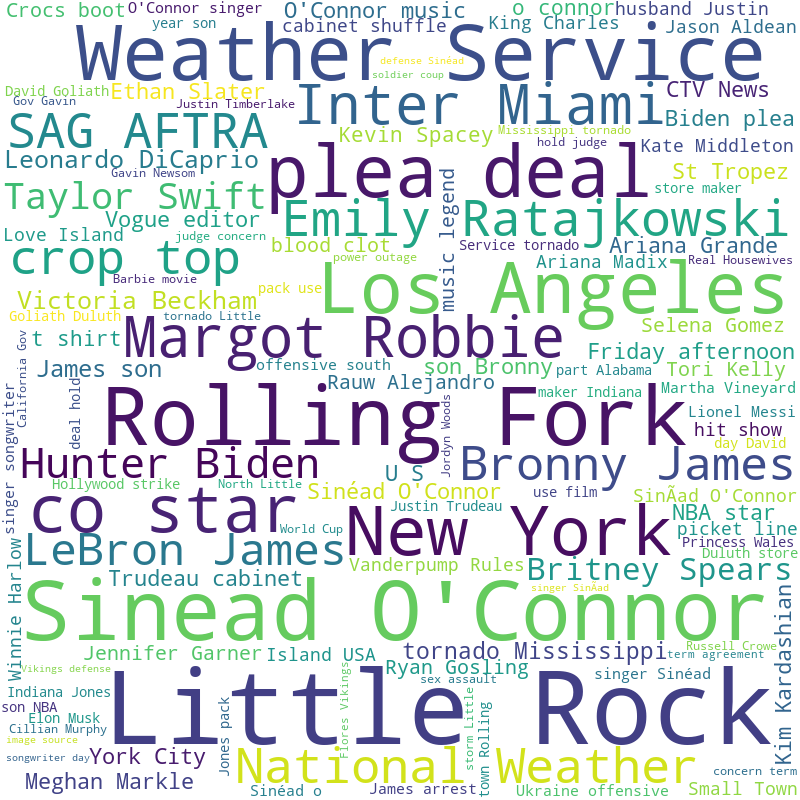 Crocs boot
O'Connor singer
O'Connor music
o connor
husband Justin
year son
cabinet shuffle
King Charles
Jason Aldean
Weather Service
defense Sinéad
soldier coup
David Goliath
Ethan Slater
Inter Miami
CTV News
Gov Gavin
Justin Timberlake
SAG AFTRA
Kevin Spacey
Mississippi tornado
Biden plea
hold judge
Kate Middleton
Leonardo DiCaprio
plea deal
St Tropez
Gavin Newsom
store maker
Taylor Swift
music legend
Emily Ratajkowski
Vogue editor
Love Island
judge concern
blood clot
Service tornado
Ariana Grande
crop top
power outage
Ariana Madix
Real Housewives
Barbie movie
Los Angeles
Victoria Beckham
pack use
Goliath Duluth
tornado Little
Margot Robbie
Selena Gomez
t shirt
California Gov
Friday afternoon
James son
offensive south
son Bronny
part Alabama
Tori Kelly
Rauw Alejandro
maker Indiana
Martha Vineyard
singer songwriter
deal hold
Rolling Fork
Jordyn Woods
Lionel Messi
hit show
Hunter Biden
Bronny James
day David
Hollywood strike
North Little
U S
co star
Sinéad O'Connor
use film
SinÃad O'Connor
Justin Trudeau
NBA star
World Cup
New York
picket line
Princess Wales
LeBron James
Duluth store
Winnie Harlow
Trudeau cabinet
Vanderpump Rules
Britney Spears
singer SinÃad
Sinead O'Connor
Kim Kardashian
Jennifer Garner
Island USA
tornado Mississippi
Russell Crowe
term agreement
Vikings defense
Flores Vikings
Ryan Gosling
sex assault
singer Sinéad
Indiana Jones
son NBA
Elon Musk
Cillian Murphy
Little Rock
storm Little
town Rolling
image source
songwriter day
York City
Jones pack
National Weather
concern term
Meghan Markle
Sinéad o
James arrest
Ukraine offensive
Small Town